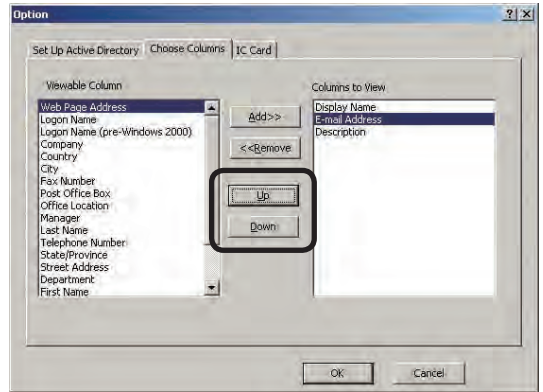 Option
Set Up Active Directory Choose Columns IC Card
Viewable Column
Web Page Address
Logon Name
Logon Name (pre-Windows 2000)
Company
Country
City
Fax Number
Post Office Box
Office Location
Manager
Last Name
Telephone Number
State/Province
Street Address
Department
First Name
Add>>
<<Remove
Up
Down
Columns to View
Display Name
E-mail Address
Description
OK Cancel